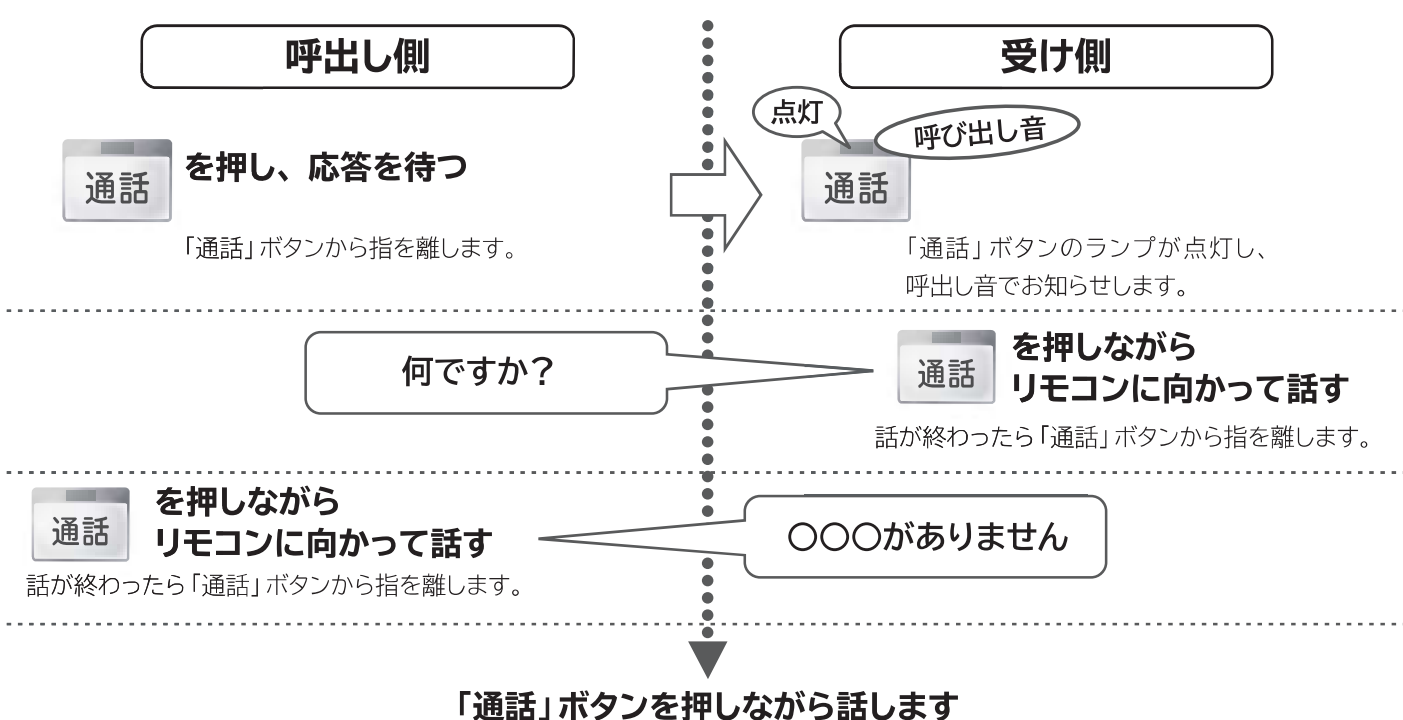 呼出し側
受け側
通話
を押し、応答を待つ
「通話」ボタンから指を離します。
点灯
呼び出し音
通話
「通話」ボタンのランプが点灯し、
呼出し音でお知らせします。
何ですか？
通話
を押しながら
リモコンに向かって話す
話が終わったら「通話」ボタンから指を離します。
通話
を押しながら
リモコンに向かって話す
話が終わったら「通話」ボタンから指を離します。
○○○がありません
「通話」ボタンを押しながら話します